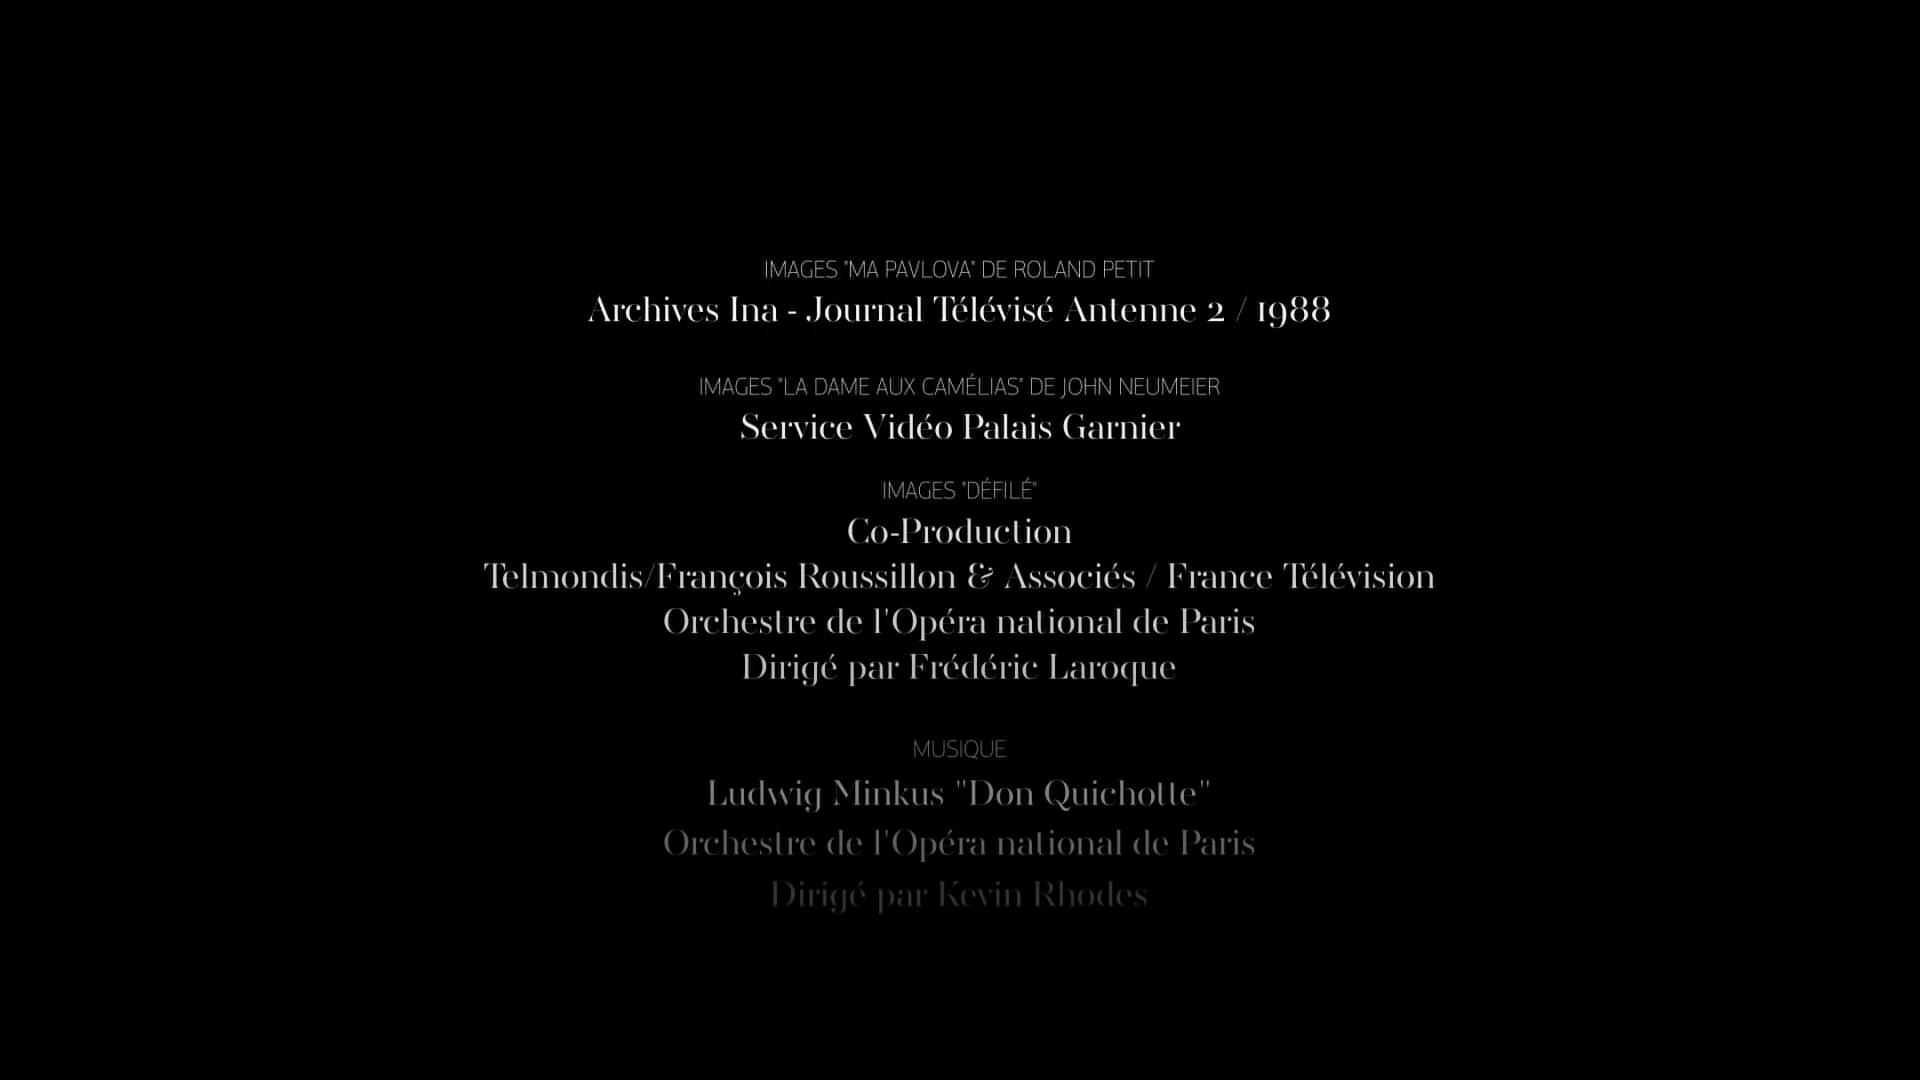 IMAGES "MA PAVLOVA" DE ROLAND PETIT
Archives Ina - Journal Télévisé Antenne 2 / 1988
IMAGES "LA DAME AUX CAMÉLIAS" DE JOHN NEUMEIER
Service Vidéo Palais Garnier
IMAGES "DÉFILÉ"
Co-Production
Telmondis/François Roussillon & Associés / France Télévision
Orchestre de l'Opéra national de Paris
Dirigé par Frédéric Laroque
MUSIQUE
Ludwig Minkus "Don Quichotte"
Orchestre de l'Opéra national de Paris
Dirigé par Kevin Rhodes